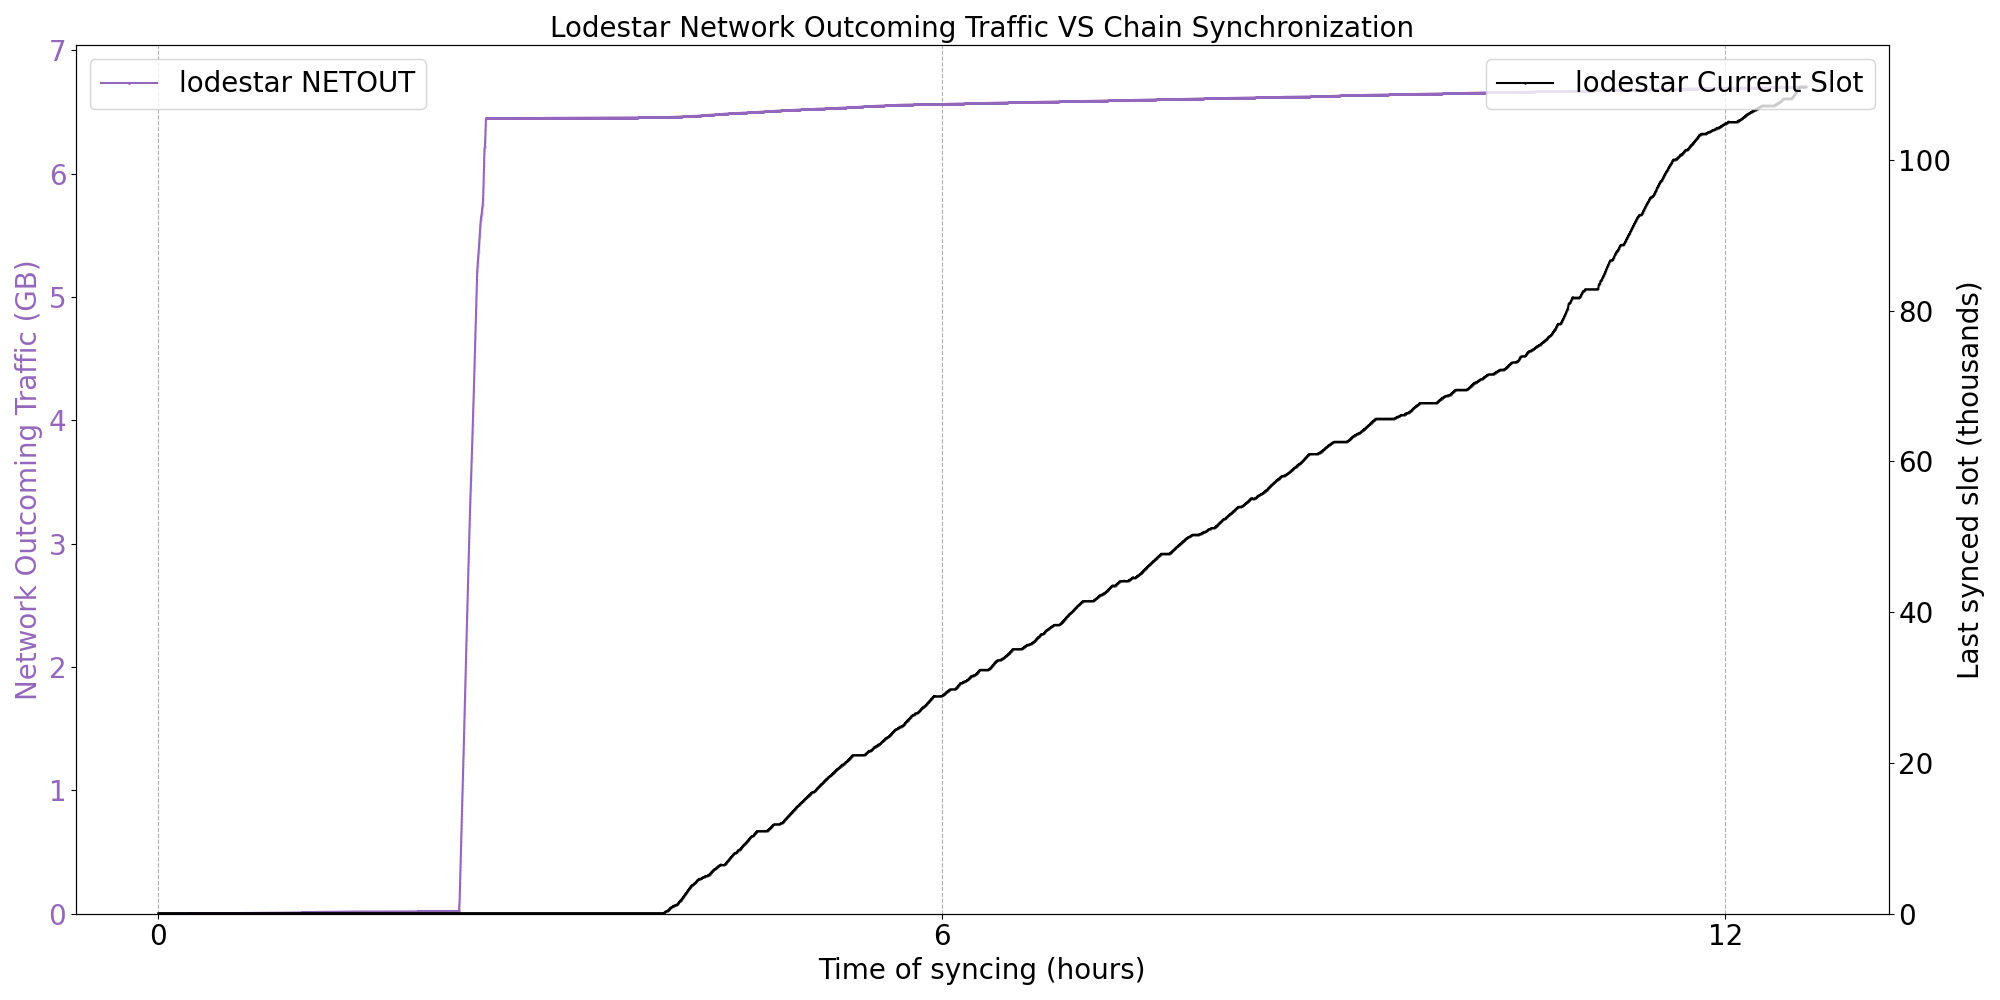 Lodestar Network Outcoming Traffic VS Chain Synchronization
lodestar NETOUT
lodestar Current Slot
Network Outcoming Traffic (GB)
7
6
5
4
3
2
1
0
100
80
60
40
20
0
Last synced slot (thousands)
0 6 12
Time of syncing (hours)